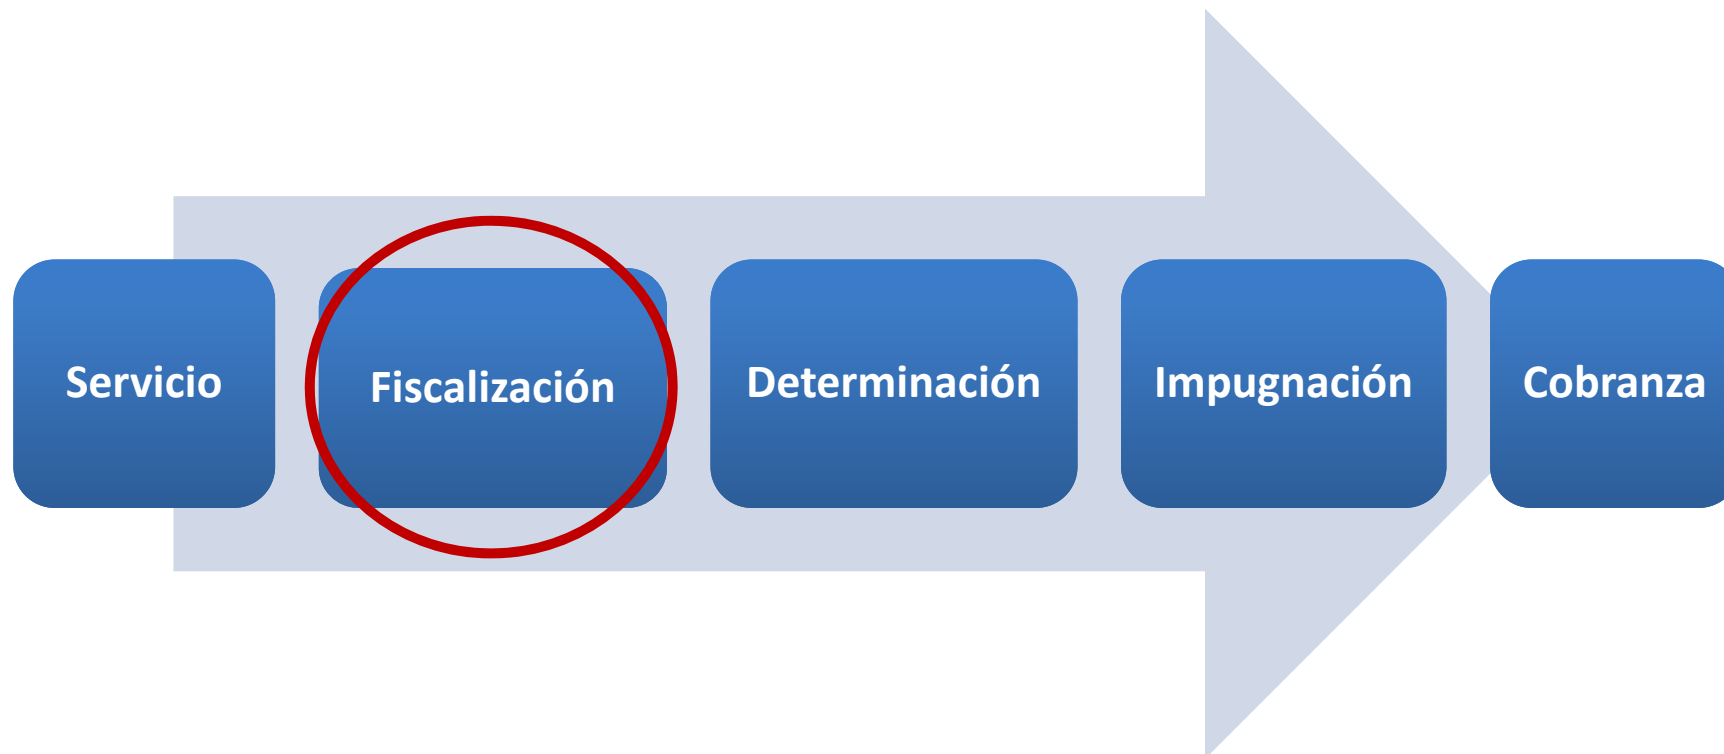 Servicio
Fiscalización
Determinación
Impugnación
Cobranza